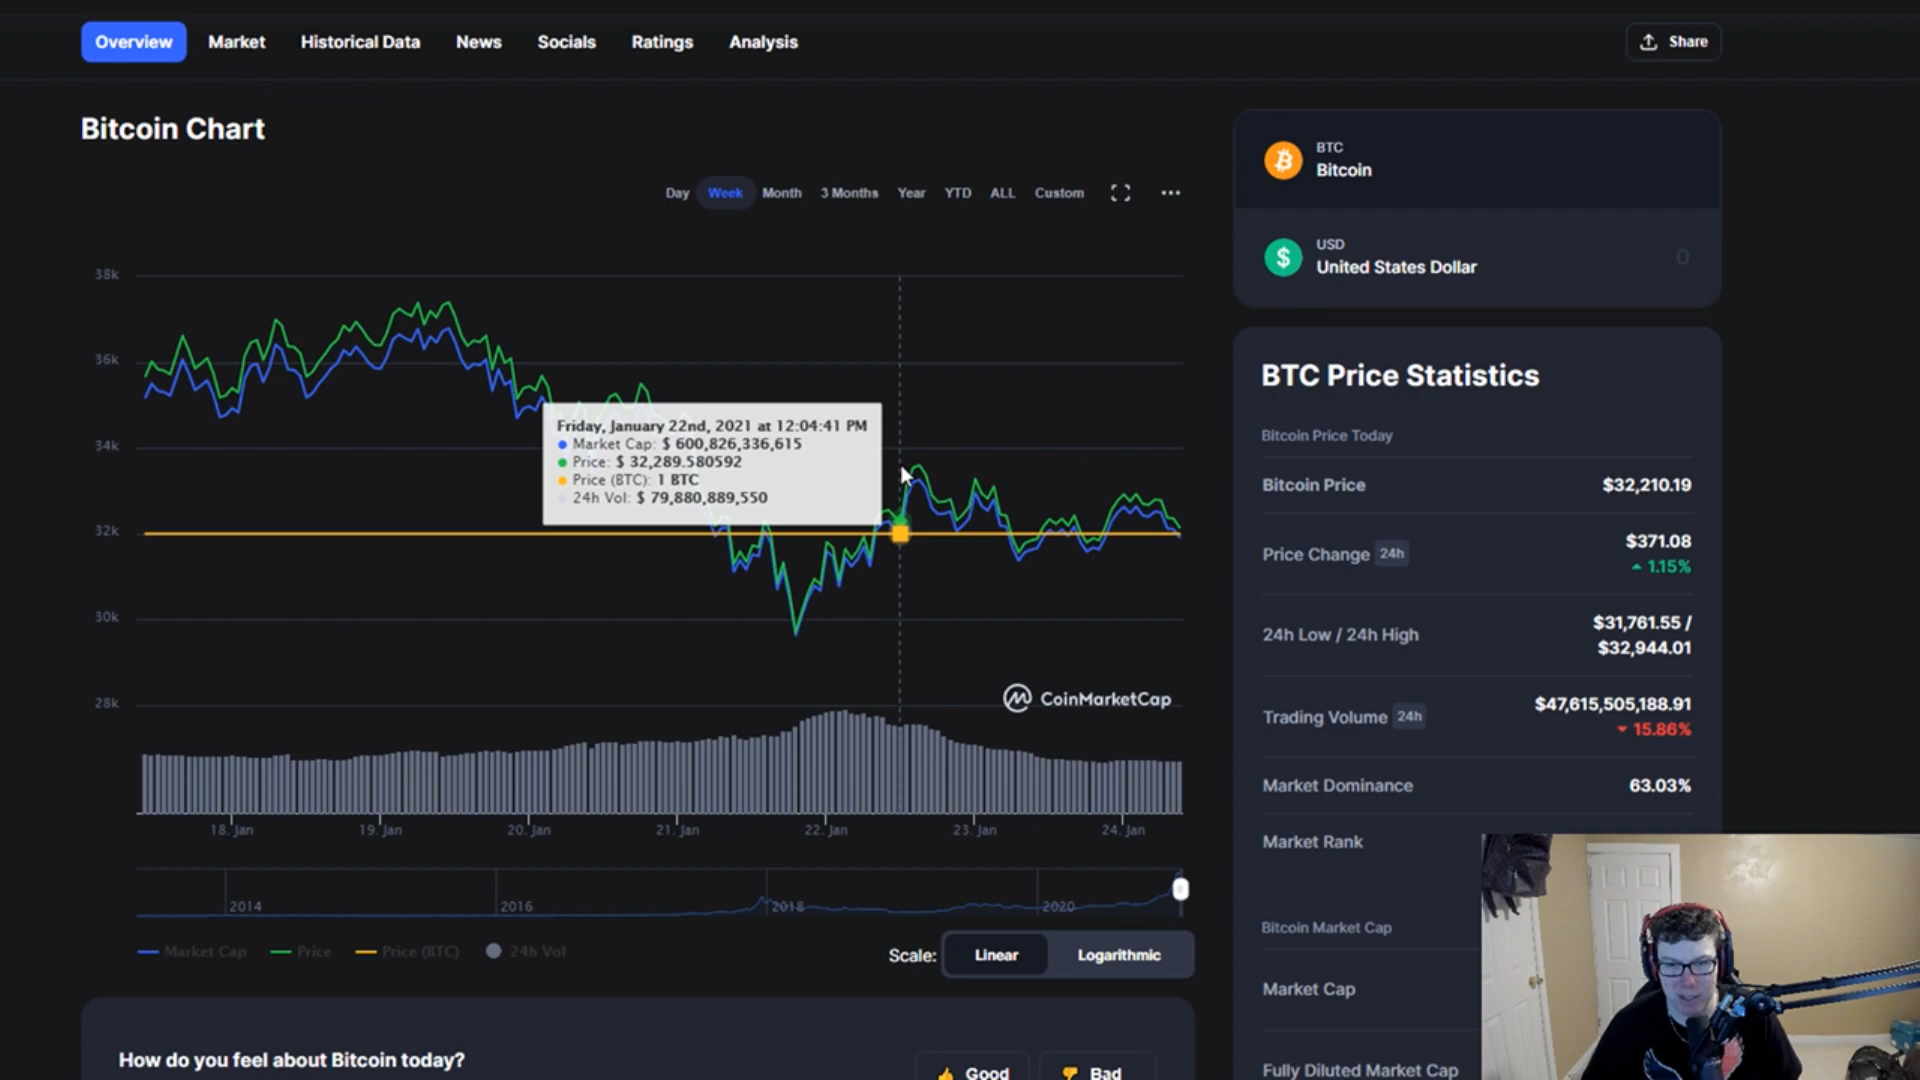 Overview
Market
Historical Data
News
Socials
Ratings
Analysis
Share
Bitcoin Chart
Day
Week
Month
3 Months
Year
YTD
ALL
Custom
BTC
Bitcoin
USD
United States Dollar
0
38k
36k
34k
32k
30k
28k
Friday, January 22nd, 2021 at 12:04:41 PM
Market Cap: $ 600,826,336,615
Price: $ 32,289.580592
Price (BTC): 1 BTC
24h Vol: $ 79,880,889,550
CoinMarketCap
18. Jan
19. Jan
20. Jan
21. Jan
22. Jan
23. Jan
24. Jan
2014
2016
2018
2020
Market Cap
Price
Price (BTC)
24h Vol
Scale:
Linear
Logarithmic
How do you feel about Bitcoin today?
Good
Bad
BTC Price Statistics
Bitcoin Price Today
Bitcoin Price
$32,210.19
Price Change 24h
$371.08
1.15%
24h Low / 24h High
$31,761.55 /
$32,944.01
Trading Volume 24h
$47,615,505,188.91
15.86%
Market Dominance
63.03%
Market Rank
Bitcoin Market Cap
Market Cap
Fully Diluted Market Cap